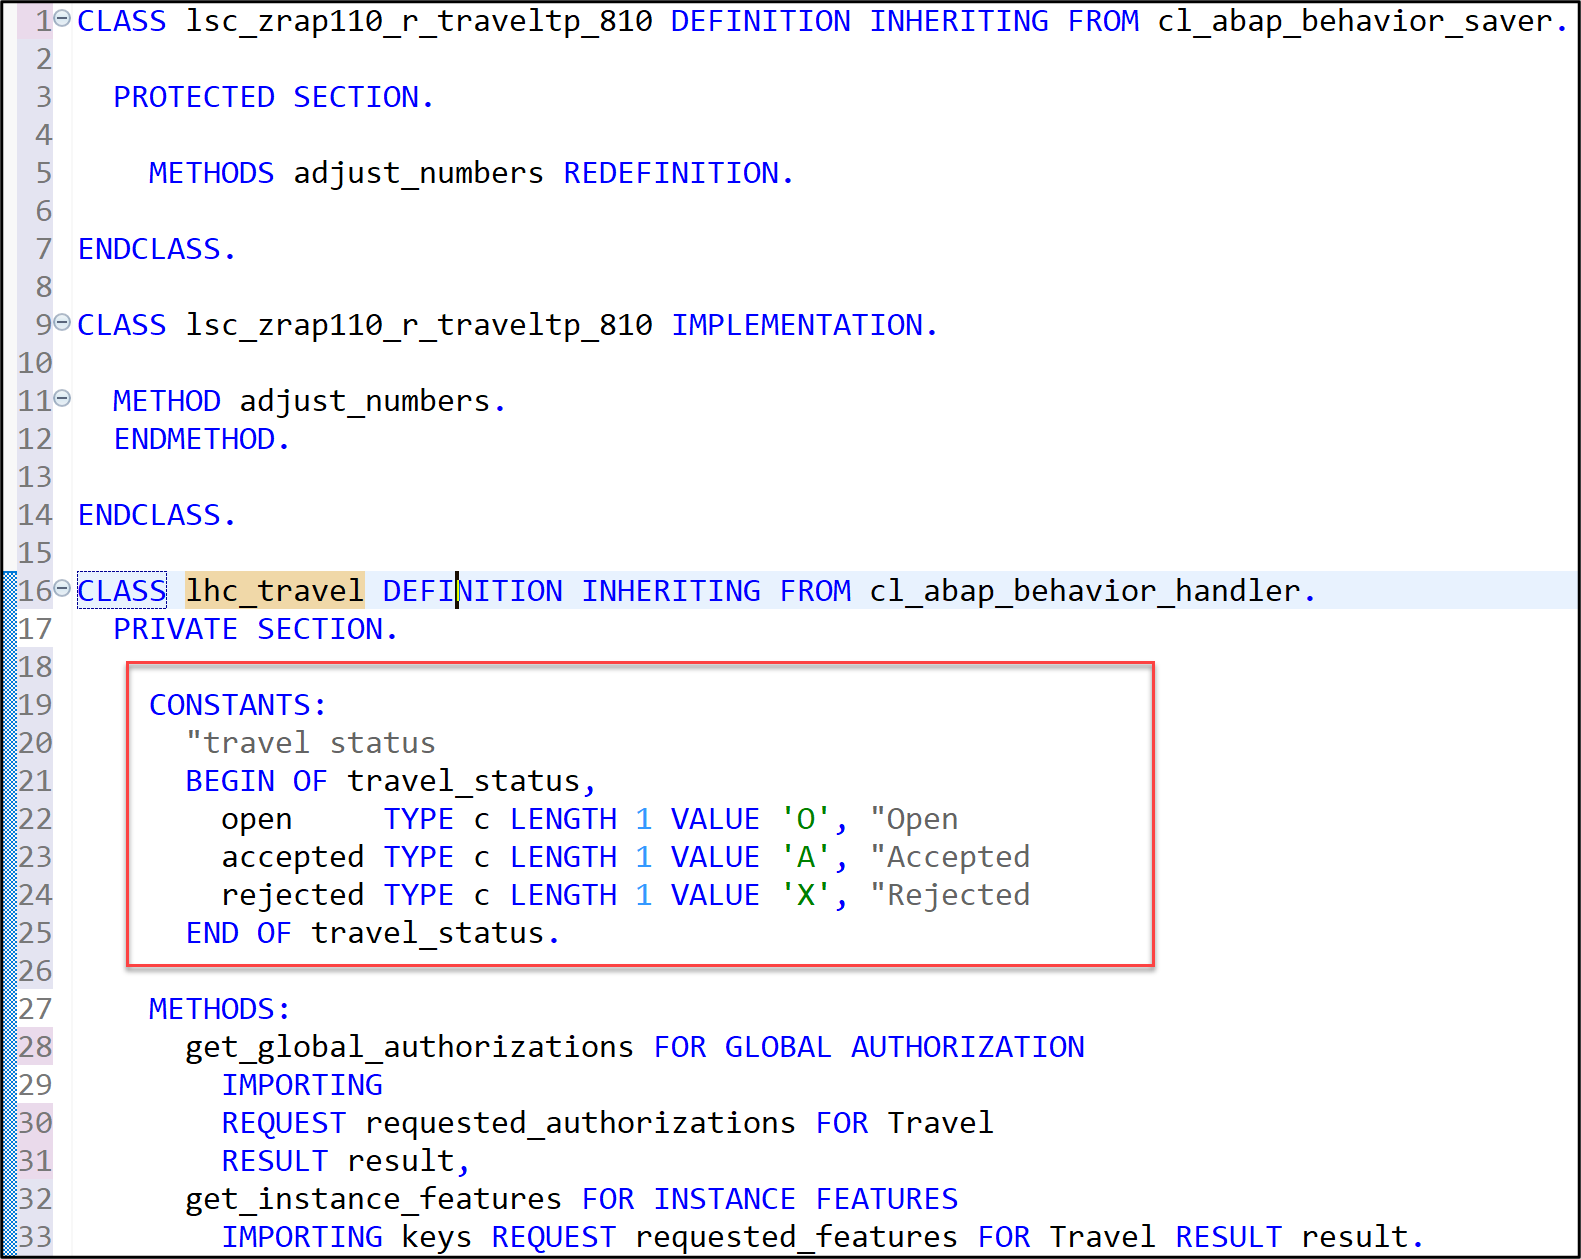 1 CLASS lsc_zrap110_r_traveltp_810 DEFINITION INHERITING FROM cl_abap_behavior_saver.
2
3   PROTECTED SECTION.
4
5     METHODS adjust_numbers REDEFINITION.
6
7 ENDCLASS.
8
9 CLASS lsc_zrap110_r_traveltp_810 IMPLEMENTATION.
10
11   METHOD adjust_numbers.
12   ENDMETHOD.
13
14 ENDCLASS.
15
16 CLASS lhc_travel DEFINITION INHERITING FROM cl_abap_behavior_handler.
17   PRIVATE SECTION.
18
19     CONSTANTS:
20       "travel status
21       BEGIN OF travel_status,
22         open     TYPE c LENGTH 1 VALUE 'O', "Open
23         accepted TYPE c LENGTH 1 VALUE 'A', "Accepted
24         rejected TYPE c LENGTH 1 VALUE 'X', "Rejected
25       END OF travel_status.
26
27     METHODS:
28       get_global_authorizations FOR GLOBAL AUTHORIZATION
29         IMPORTING
30         REQUEST requested_authorizations FOR Travel
31         RESULT result,
32       get_instance_features FOR INSTANCE FEATURES
33         IMPORTING keys REQUEST requested_features FOR Travel RESULT result.